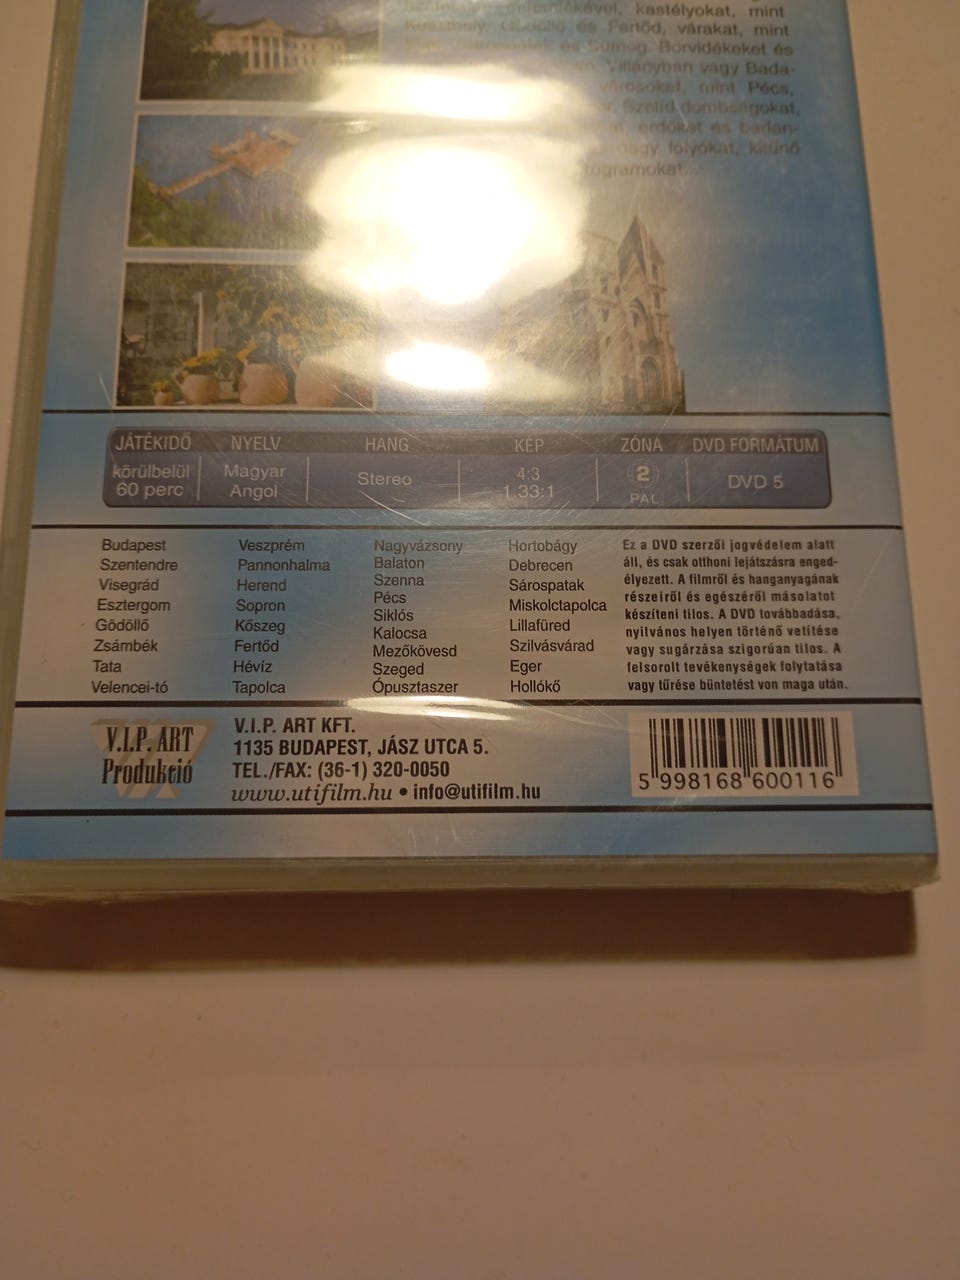 kastélyokat, mint
Keszthely, Gödöllő és Fertőd, várakat, mint
és Sümeg. Borvidékeket és
Villányban vagy Bada-
városokat, mint Pécs,
Szelíd dombságokat,
erdőket és barlan-
nagy folyókat, kitűnő
rogramokat...
JÁTÉKIDŐ NYELV HANG KÉP ZÓNA DVD FORMÁTUM
körülbelül
60 perc
Magyar
Angol
Stereo
4:3
1.33:1
2
PAL
DVD 5
Budapest
Szentendre
Visegrád
Esztergom
Gödöllő
Zsámbék
Tata
Velencei-tó
Veszprém
Pannonhalma
Herend
Sopron
Kőszeg
Fertőd
Hévíz
Tapolca
Nagyvázsony
Balaton
Szenna
Pécs
Siklós
Kalocsa
Mezőkövesd
Szeged
Ópusztaszer
Hortobágy
Debrecen
Sárospatak
Miskolctapolca
Lillafüred
Szilvásvárad
Eger
Hollókő
Ez a DVD szerzői jogvédelem alatt
áll, és csak otthoni lejátszásra enged-
élyezett. A filmről és hanganyagának
részeiről és egészéről másolatot
készíteni tilos. A DVD továbbadása,
nyilvános helyen történő vetítése
vagy sugárzása szigorúan tilos. A
felsorolt tevékenységek folytatása
vagy tűrése büntetést von maga után.
V.I.P. ART
Produkció
V.I.P. ART KFT.
1135 BUDAPEST, JÁSZ UTCA 5.
TEL./FAX: (36-1) 320-0050
www.utifilm.hu • info@utifilm.hu
5 998168 600116